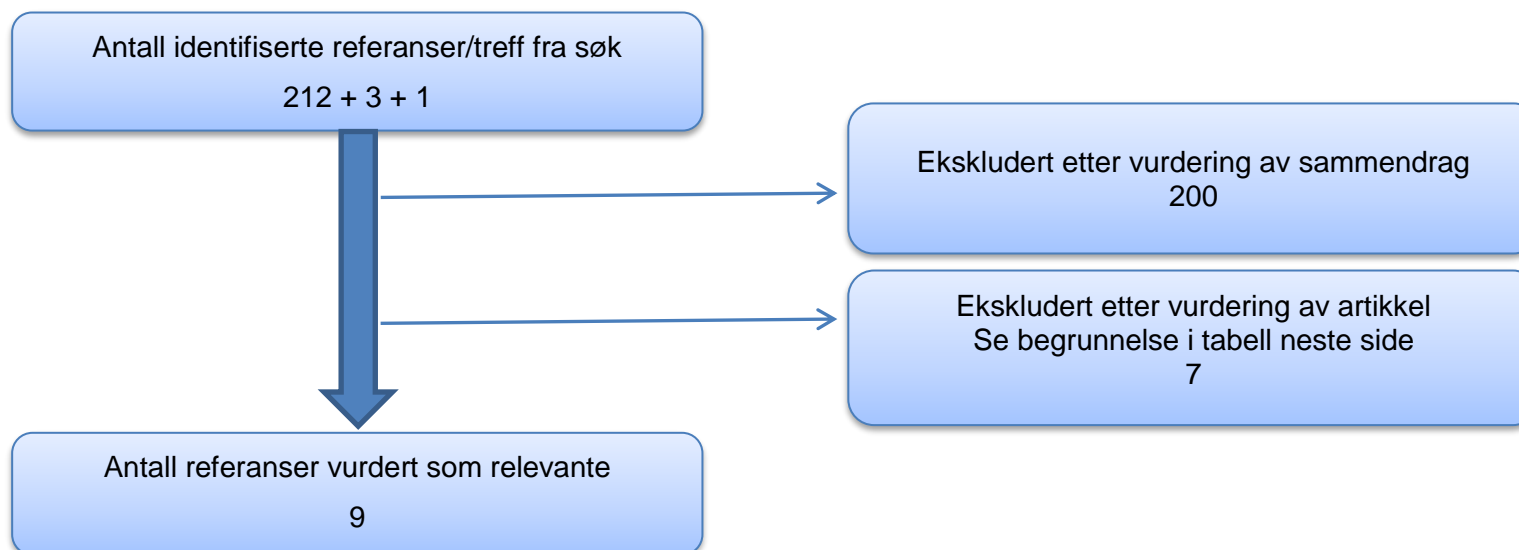 Antall identifiserte referanser/treff fra søk
212 + 3 + 1
Ekskludert etter vurdering av sammendrag
200
Ekskludert etter vurdering av artikkel
Se begrunnelse i tabell neste side
7
Antall referanser vurdert som relevante
9